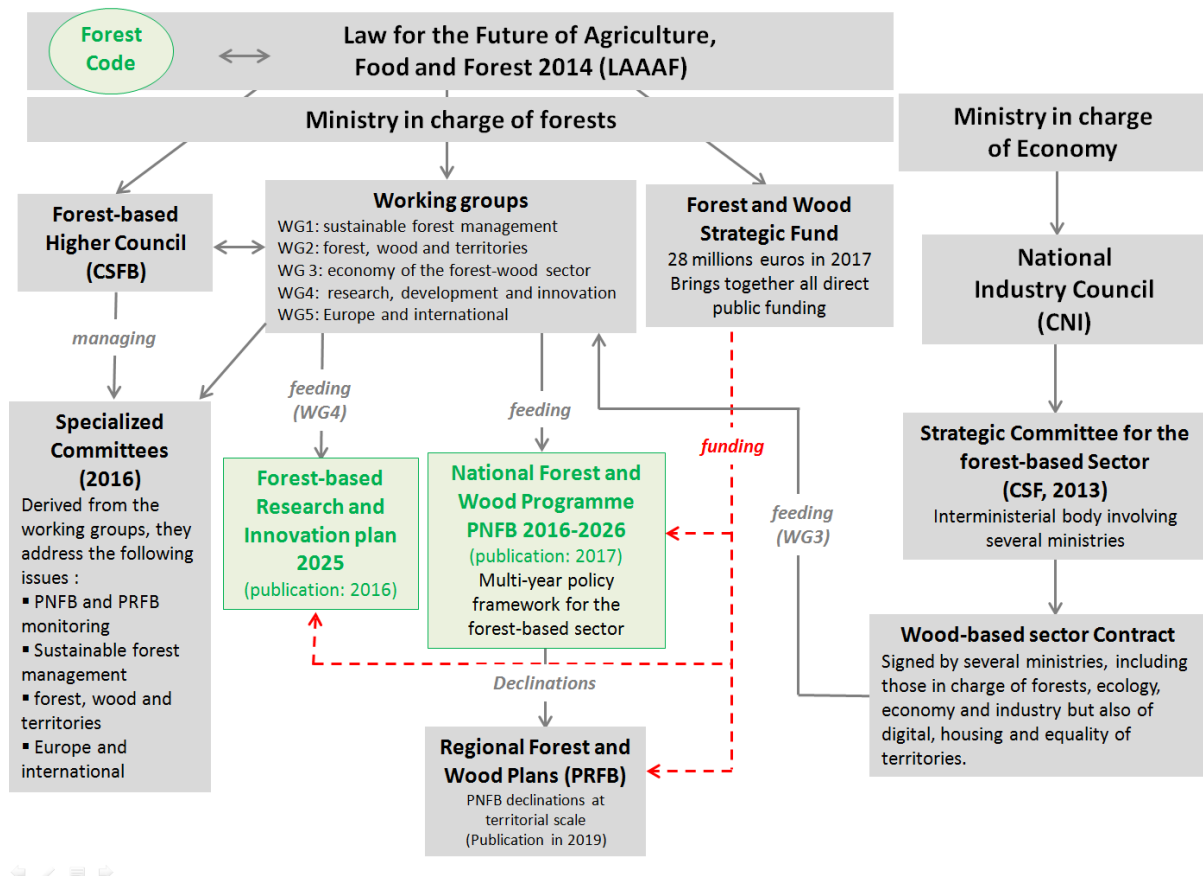 Forest
Code
Law for the Future of Agriculture,
Food and Forest 2014 (LAAAF)
Ministry in charge of forests
Ministry in charge
of Economy
Forest-based
Higher Council
(CSFB)
Working groups
WG1: sustainable forest management
WG2: forest, wood and territories
WG 3: economy of the forest-wood sector
WG4: research, development and innovation
WG5: Europe and international
Forest and Wood
Strategic Fund
28 millions euros in 2017
Brings together all direct
public funding
National
Industry Council
(CNI)
managing
feeding
(WG4)
feeding
funding
feeding
(WG3)
Specialized
Committees
(2016)
Derived from the
working groups, they
address the following
issues :
▪ PNFB and PRFB
monitoring
▪ Sustainable forest
management
▪ forest, wood and
territories
▪ Europe and
international
Forest-based
Research and
Innovation plan
2025
(publication: 2016)
National Forest and
Wood Programme
PNFB 2016-2026
(publication: 2017)
Multi-year policy
framework for the
forest-based sector
Strategic Committee for the
forest-based Sector
(CSF, 2013)
Interministerial body involving
several ministries
Declinations
Regional Forest and
Wood Plans (PRFB)
PNFB declinations at
territorial scale
(Publication in 2019)
Wood-based sector Contract
Signed by several ministries, including
those in charge of forests, ecology,
economy and industry but also of
digital, housing and equality of
territories.